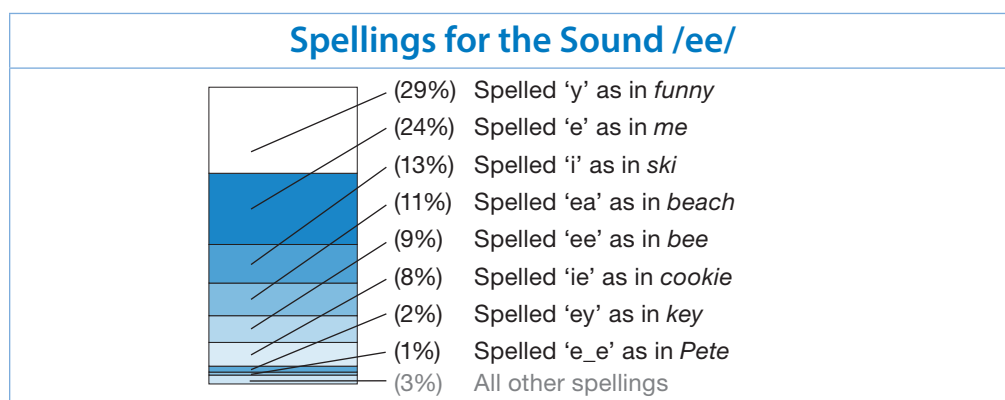 Spellings for the Sound /ee/
(29%) Spelled ‘y’ as in funny
(24%) Spelled ‘e’ as in me
(13%) Spelled ‘i’ as in ski
(11%) Spelled ‘ea’ as in beach
(9%) Spelled ‘ee’ as in bee
(8%) Spelled ‘ie’ as in cookie
(2%) Spelled ‘ey’ as in key
(1%) Spelled ‘e_e’ as in Pete
(3%) All other spellings